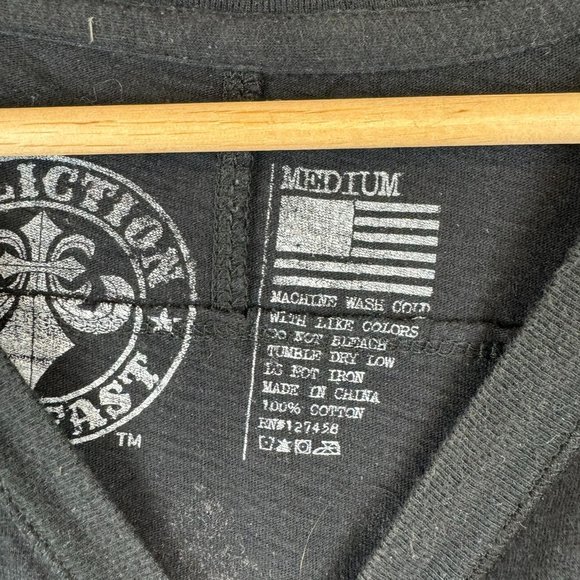 LICTION
FAST
TM
MEDIUM
MACHINE WASH COLD
WITH LIKE COLORS
DO NOT BLEACH
TUMBLE DRY LOW
DO NOT IRON
MADE IN CHINA
100% COTTON
RN#127458